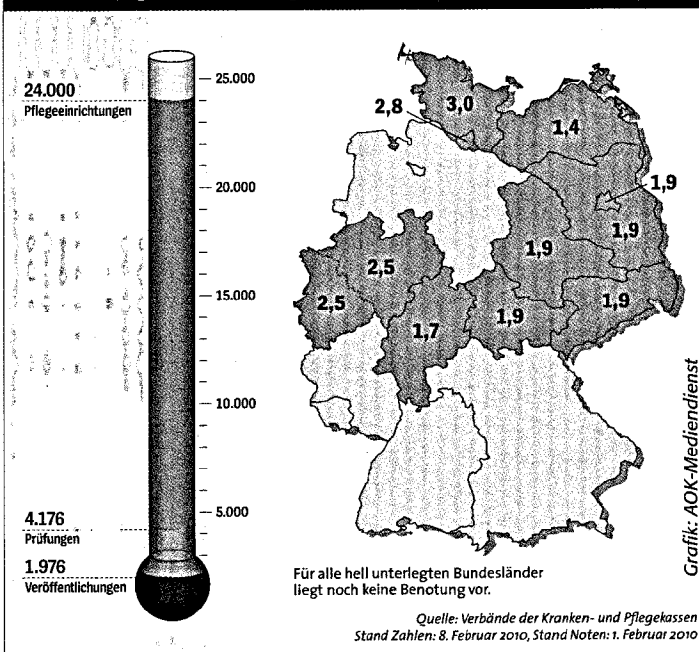 24.000
Pflegeeinrichtungen
4.176
Prüfungen
1.976
Veröffentlichungen
25.000
20.000
15.000
10.000
5.000
2,8
3,0
1,4
1,9
1,9
1,9
2,5
2,5
1,7
1,9
1,9
Für alle hell unterlegten Bundesländer
liegt noch keine Benotung vor.
Quelle: Verbände der Kranken- und Pflegekassen
Stand Zahlen: 8. Februar 2010, Stand Noten: 1. Februar 2010
Grafik: AOK-Mediendienst